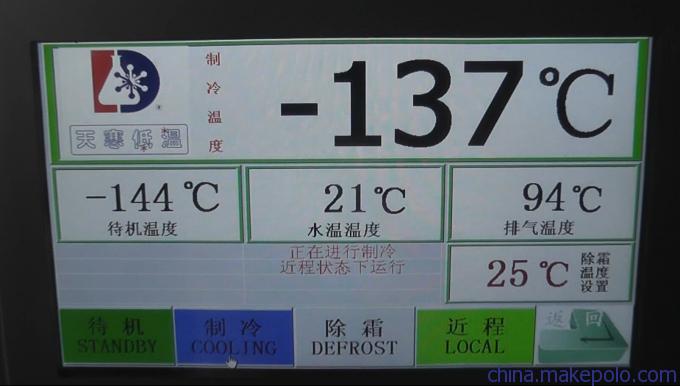 制冷温度
-137℃
天寒低温
-144℃
待机温度
21℃
水温温度
94℃
排气温度
正在进行制冷
近程状态下运行
25℃
除霜
温度
设置
待机
STANDBY
制冷
COOLING
除霜
DEFROST
近程
LOCAL
返回
china.makepolo.com